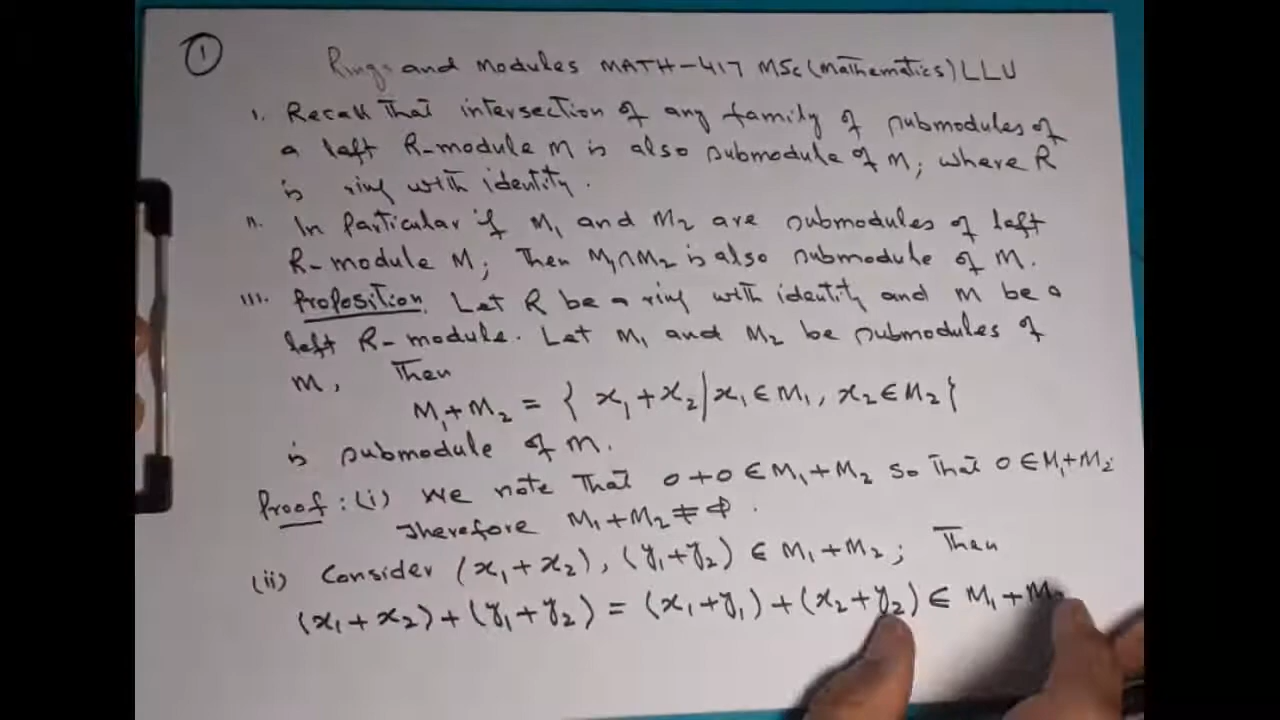 ①
Rings and Modules MATH-417 MSc (Mathematics) LLU
i. Recall that intersection of any family of submodules of
a left R-module M is also submodule of M; where R
is ring with identity.
ii. In Particular if M₁ and M₂ are submodules of left
R-module M; Then M₁∩M₂ is also submodule of M.
iii. Proposition. Let R be a ring with identity and M be a
left R-module. Let M₁ and M₂ be submodules of
M, Then
M₁+M₂ = { x₁+x₂ | x₁ ∈ M₁, x₂ ∈ M₂ }
is submodule of M.
Proof: (i) We note That 0+0 ∈ M₁+M₂ so That 0 ∈ M₁+M₂.
Therefore M₁+M₂ ≠ ϕ.
(ii) Consider (x₁+x₂), (y₁+y₂) ∈ M₁+M₂; Then
(x₁+x₂)+(y₁+y₂) = (x₁+y₁)+(x₂+y₂) ∈ M₁+M₂